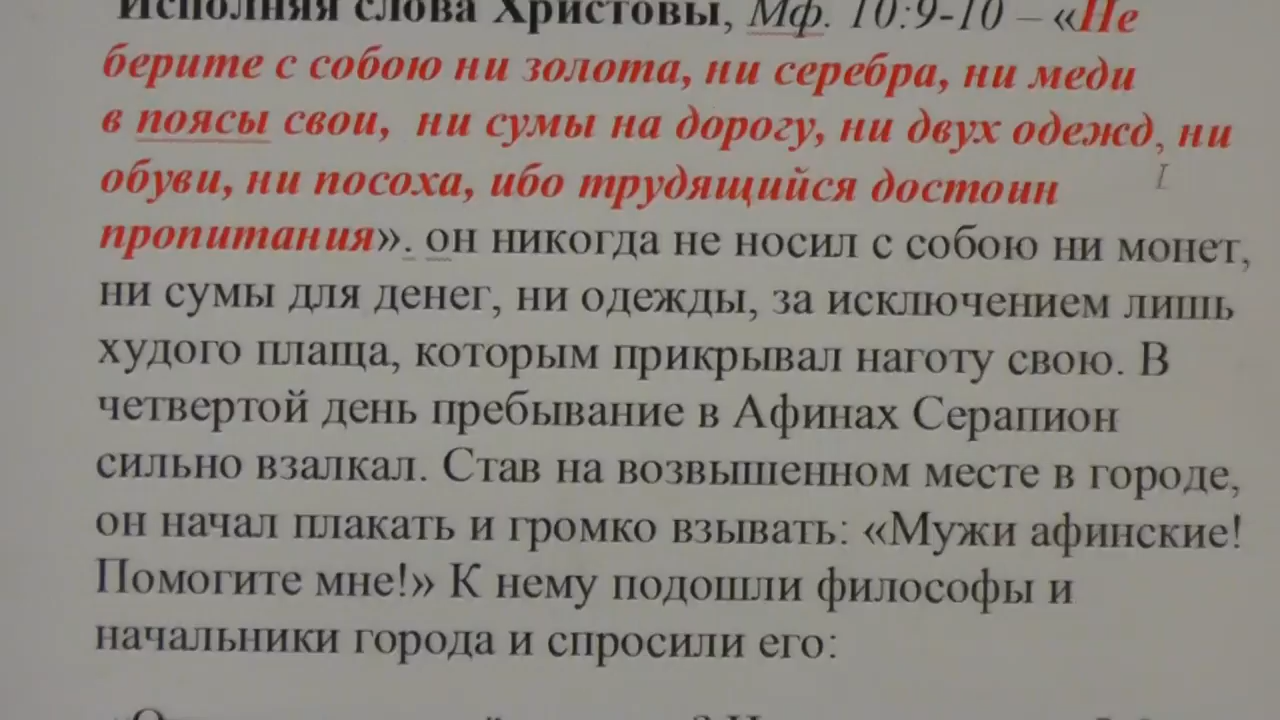 Исполняя слова Христовы, Мф. 10:9-10 – «Не
берите с собою ни золота, ни серебра, ни меди
в поясы свои, ни сумы на дорогу, ни двух одежд, ни
обуви, ни посоха, ибо трудящийся достоин
пропитания». он никогда не носил с собою ни монет,
ни сумы для денег, ни одежды, за исключением лишь
худого плаща, которым прикрывал наготу свою. В
четвертой день пребывание в Афинах Серапион
сильно взалкал. Став на возвышенном месте в городе,
он начал плакать и громко взывать: «Мужи афинские!
Помогите мне!» К нему подошли философы и
начальники города и спросили его: